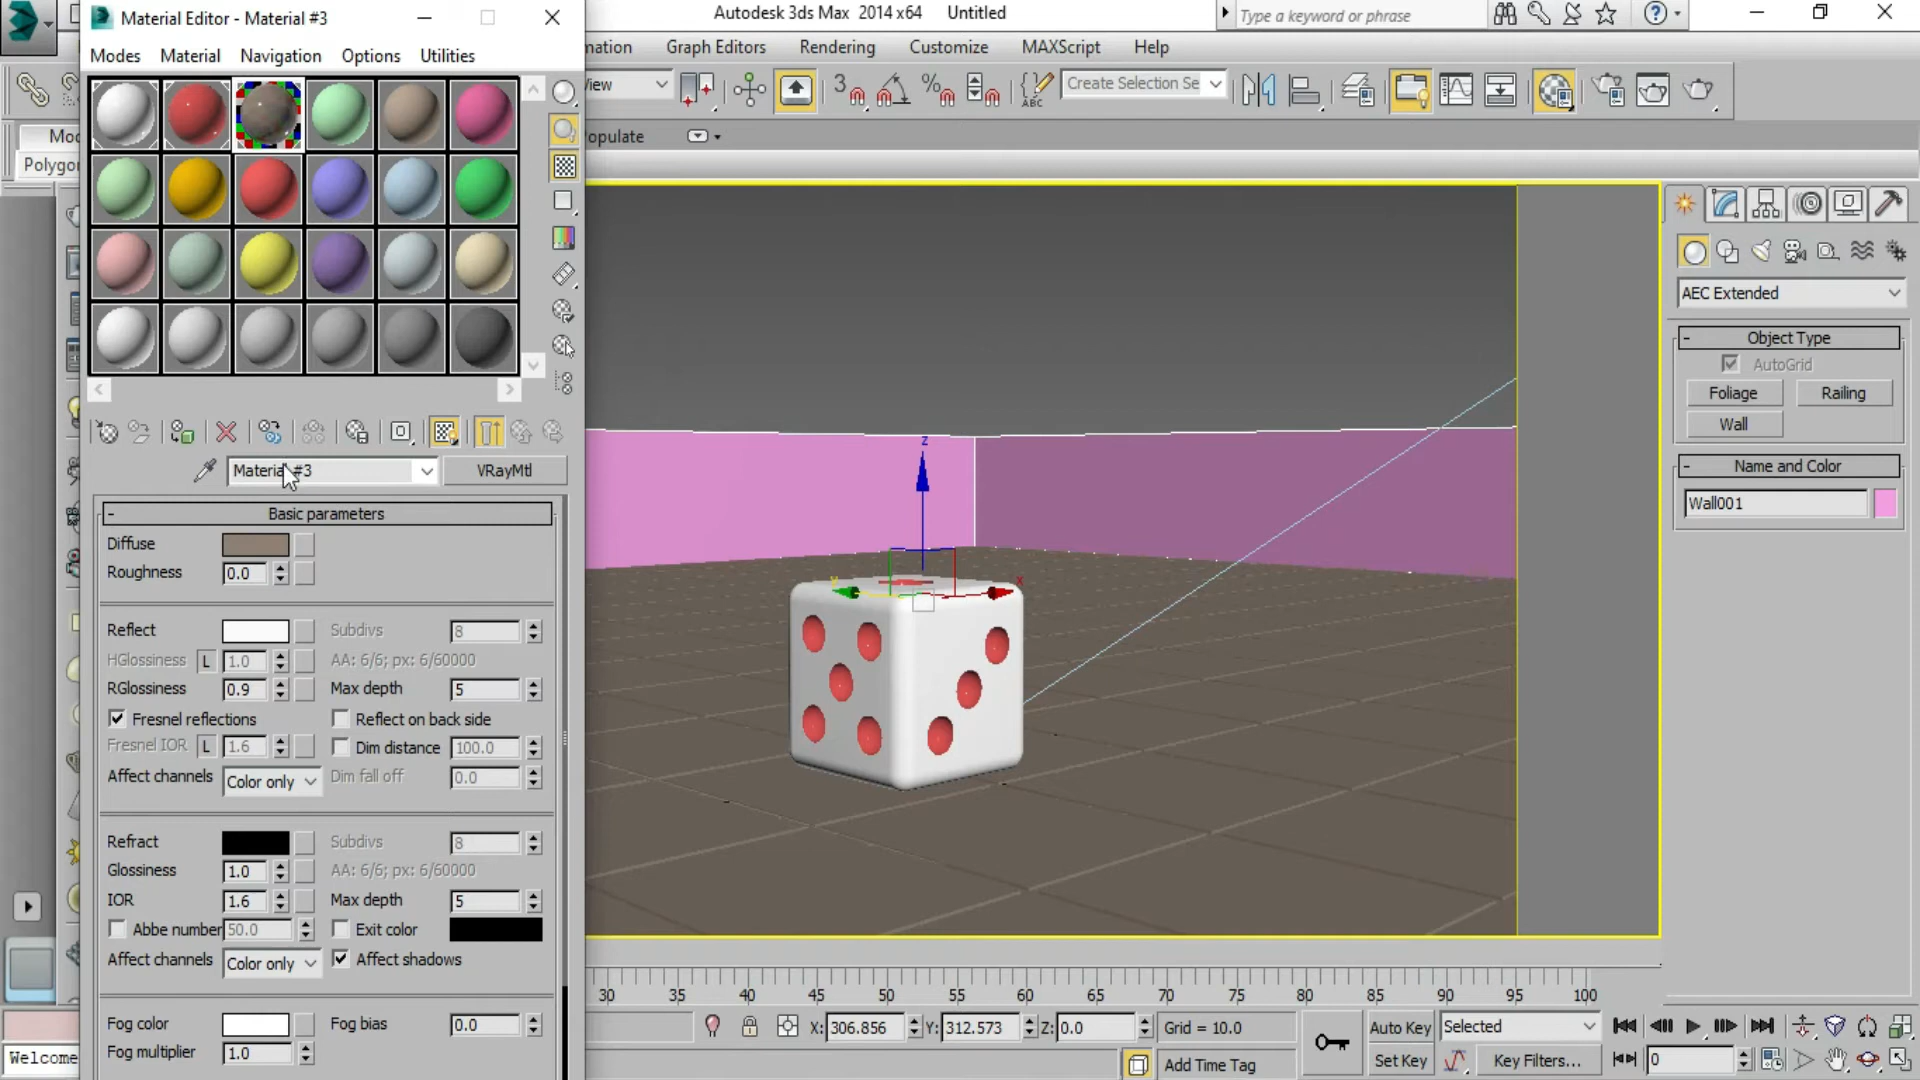 Material Editor - Material #3
Autodesk 3ds Max 2014 x64 Untitled
Type a keyword or phrase
Modes Material Navigation Options Utilities
mation Graph Editors Rendering Customize MAXScript Help
View
3
%
ABC
Create Selection Se
Mod
opulate
Polygo
AEC Extended
Object Type
AutoGrid
Foliage Railing
Wall
Name and Color
Wall001
Material #3 VRayMtl
Basic parameters
Diffuse
Roughness 0.0
Reflect Subdivs 8
HGlossiness L 1.0 AA: 6/6; px: 6/60000
RGlossiness 0.9 Max depth 5
Fresnel reflections Reflect on back side
Fresnel IOR L 1.6 Dim distance 100.0
Affect channels Color only Dim fall off 0.0
Refract Subdivs 8
Glossiness 1.0 AA: 6/6; px: 6/60000
IOR 1.6 Max depth 5
Abbe number 50.0 Exit color
Affect channels Color only Affect shadows
Fog color Fog bias 0.0
Fog multiplier 1.0
z
y
x
30 35 40 45 50 55 60 65 70 75 80 85 90 95 100
X: 306.856 Y: 312.573 Z: 0.0 Grid = 10.0 Auto Key Selected
Welcome Add Time Tag Set Key Key Filters... 0